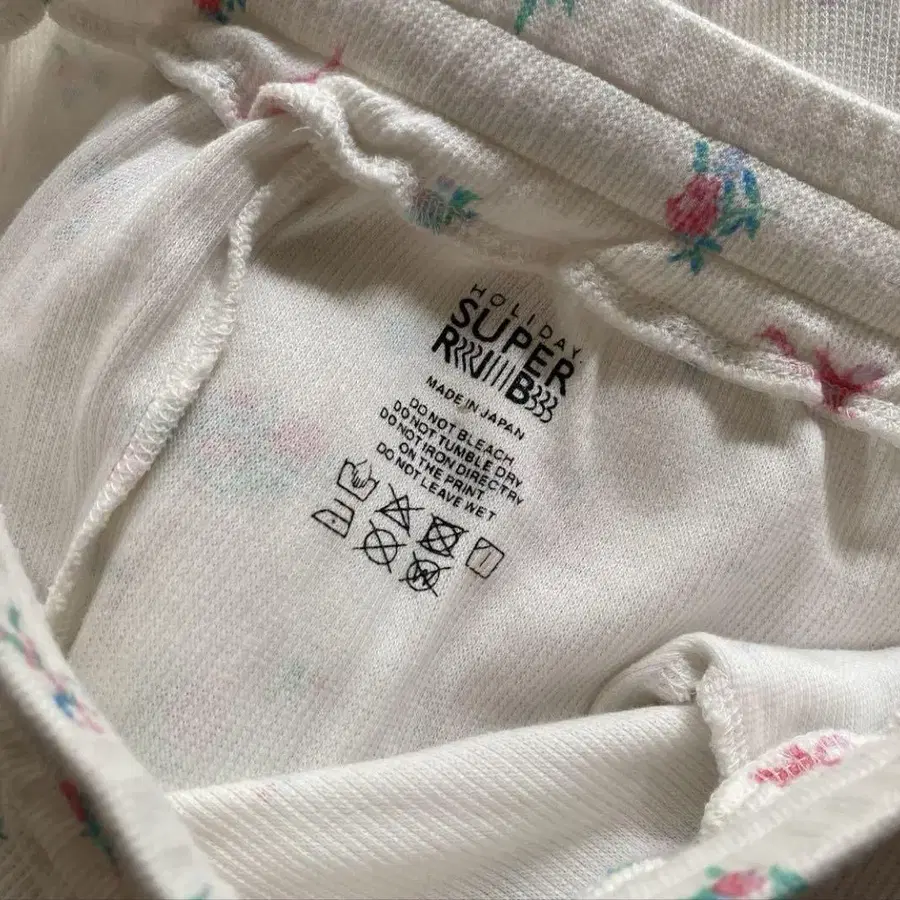 HOLIDAY
SUPER
RIB
MADE IN JAPAN
DO NOT BLEACH
DO NOT TUMBLE DRY
DO NOT IRON DIRECTRY
ON THE PRINT
DO NOT LEAVE WET
W